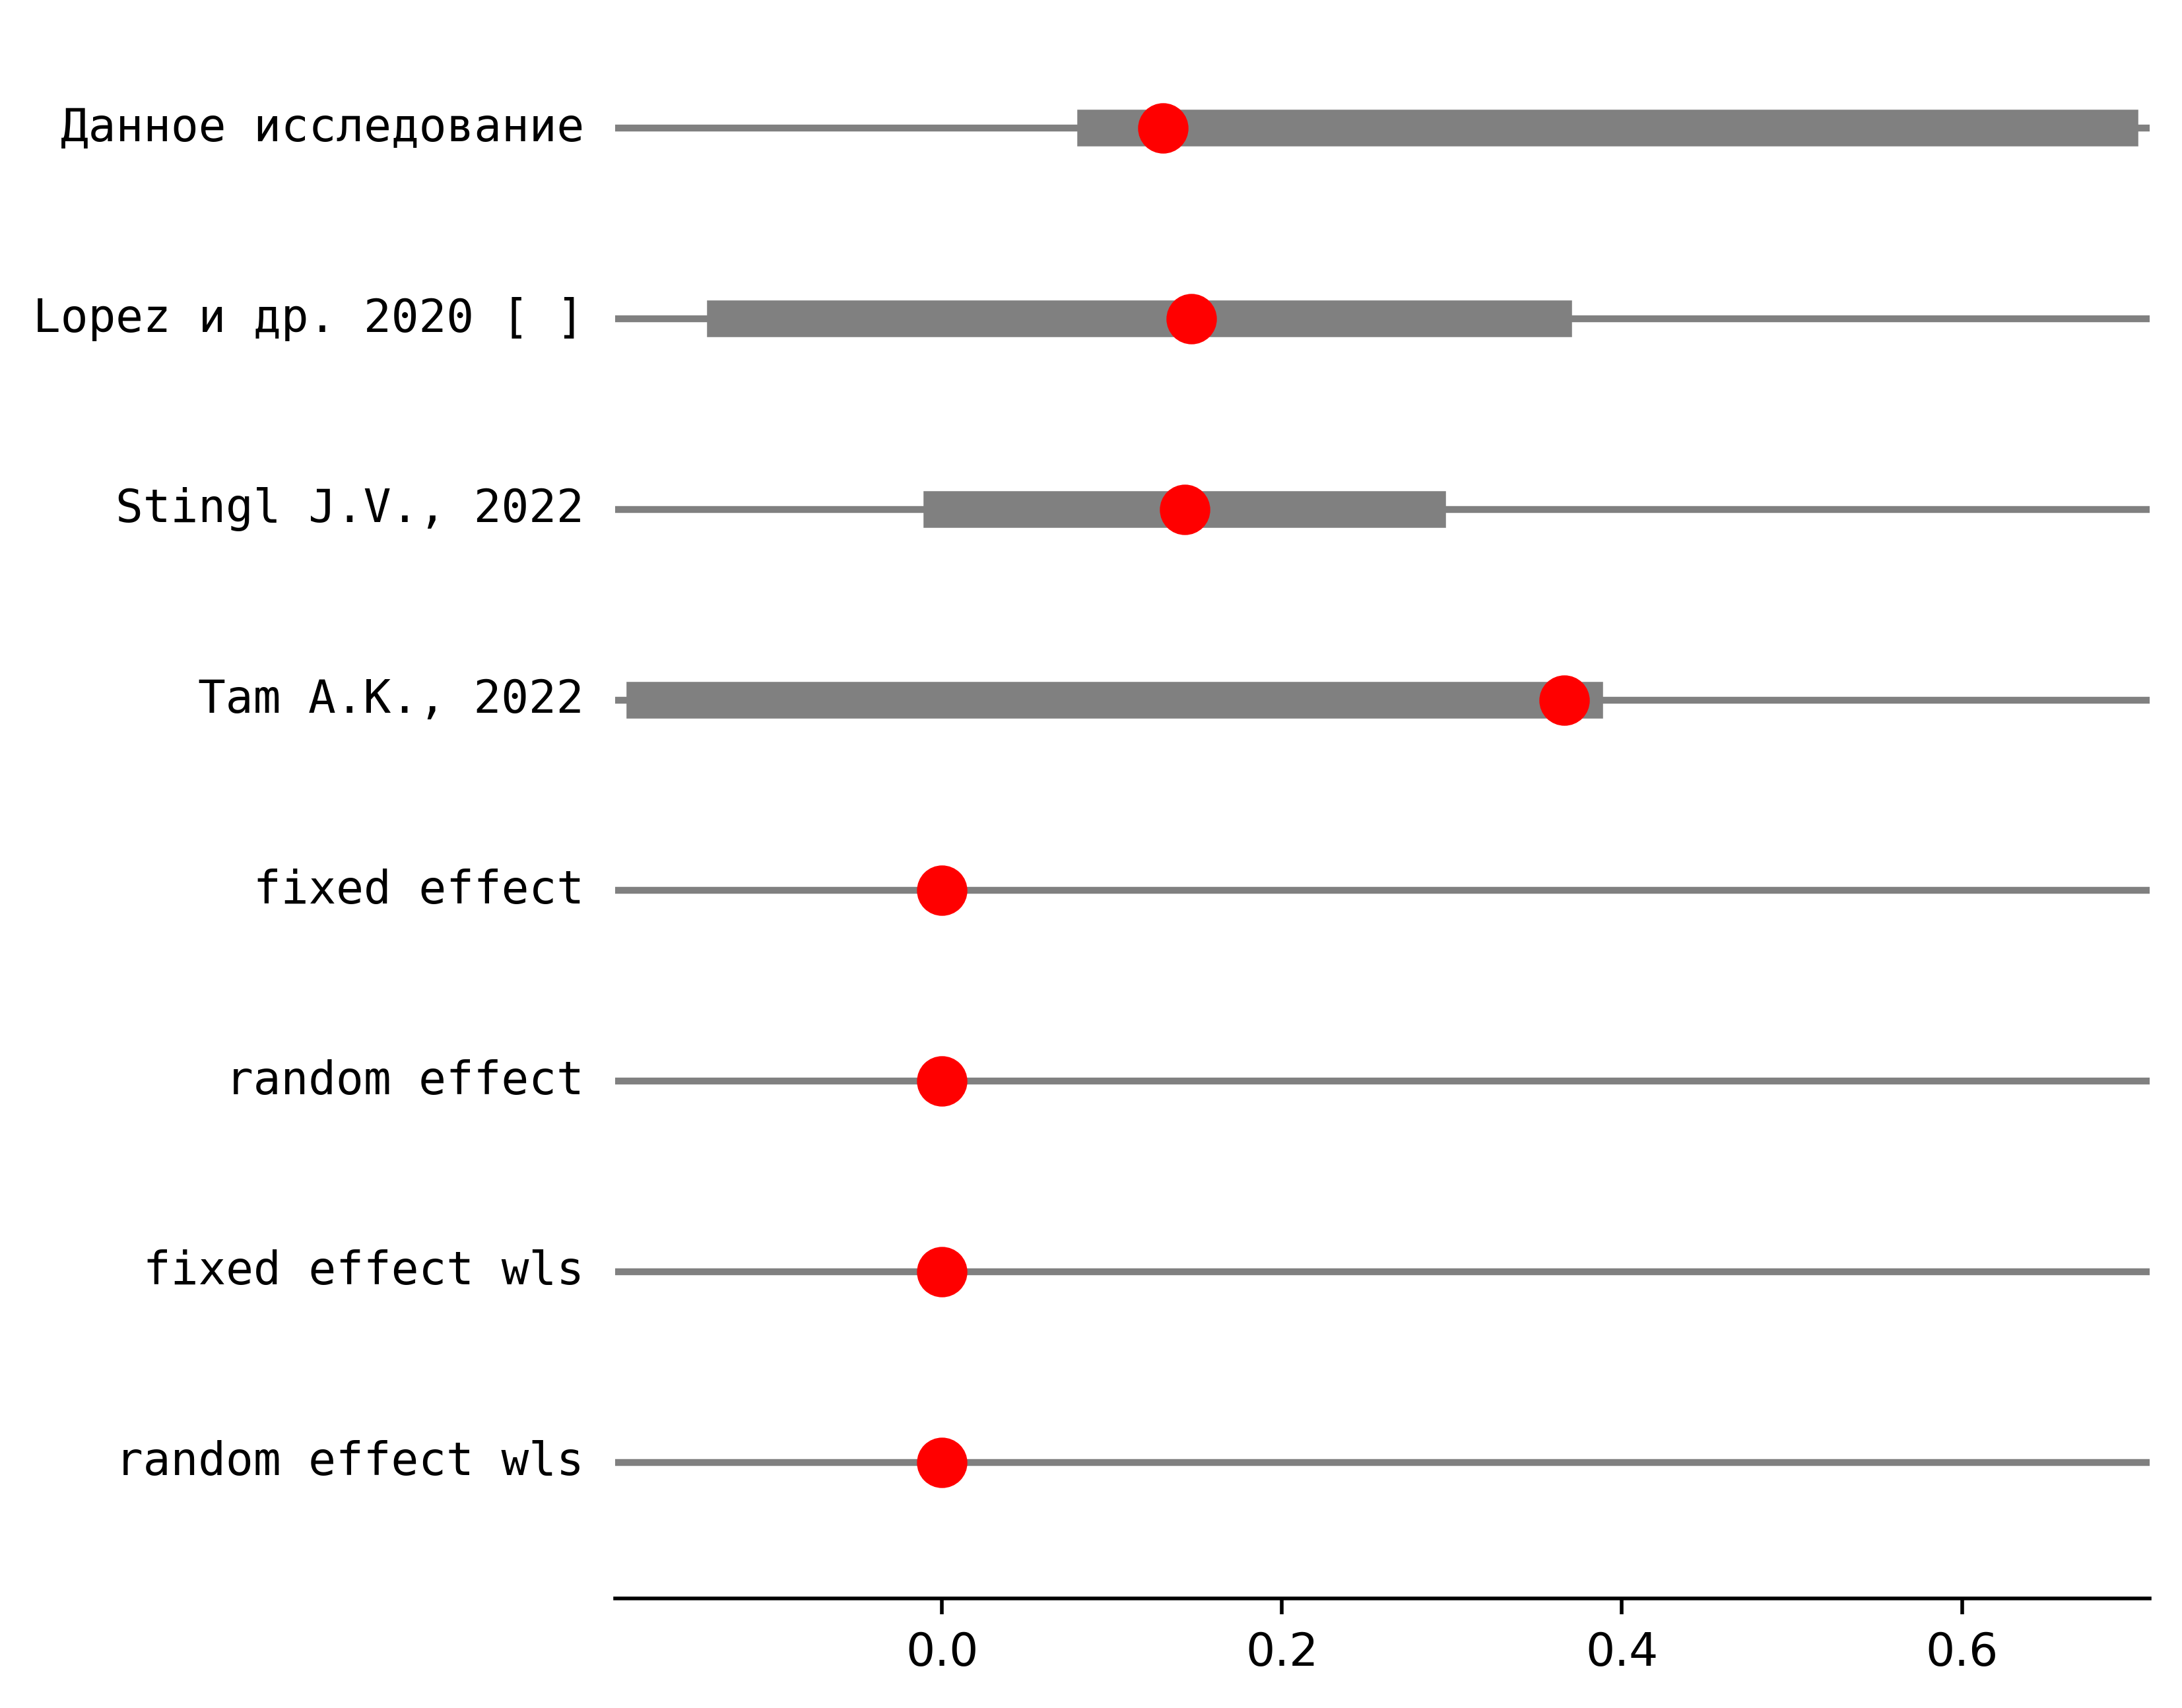 Данное исследование
Lopez и др. 2020 [ ]
Stingl J.V., 2022
Tam A.K., 2022
fixed effect
random effect
fixed effect wls
random effect wls
0.0 0.2 0.4 0.6